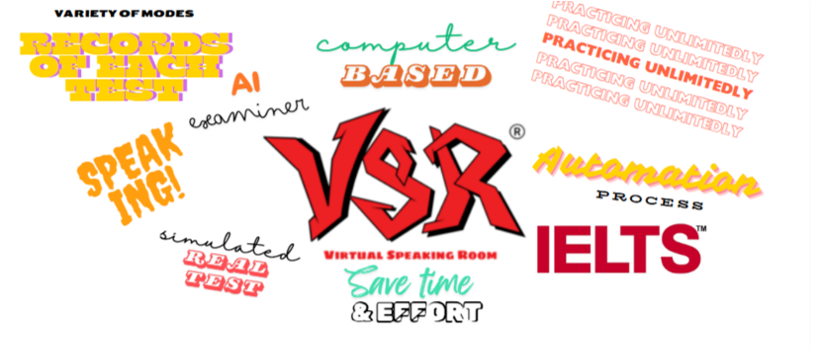 VARIETY OF MODES
RECORDS
OF EACH
TEST
AI
examiner
SPEAK
ING!
simulated
REAL
TEST
computer
BASED
VSR®
VIRTUAL SPEAKING ROOM
Save time
& EFFORT
PRACTICING UNLIMITEDLY
PRACTICING UNLIMITEDLY
PRACTICING UNLIMITEDLY
PRACTICING UNLIMITEDLY
PRACTICING UNLIMITEDLY
Automation
PROCESS
IELTS™